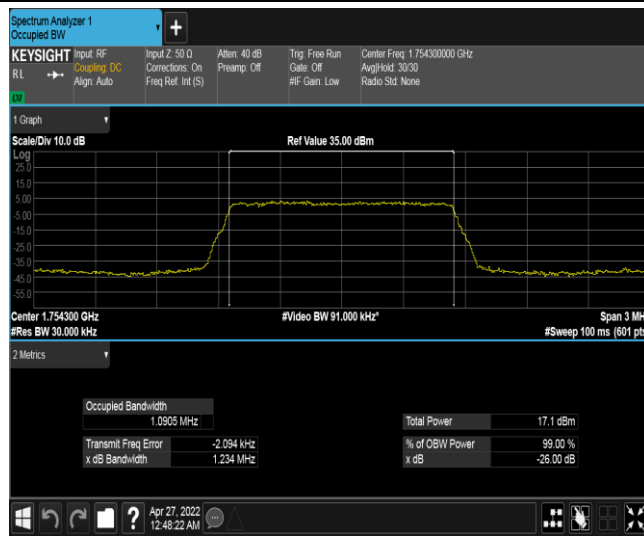 Spectrum Analyzer 1
Occupied BW
+
KEYSIGHT Input: RF Input Z: 50 Ω Atten: 40 dB Trig: Free Run Center Freq: 1.754300000 GHz
RL Coupling: DC Corrections: On Preamp: Off Gate: Off Avg|Hold: 30/30
Align: Auto Freq Ref: Int (S) #IF Gain: Low Radio Std: None
1 Graph
Scale/Div 10.0 dB Ref Value 35.00 dBm
Log
25.0
15.0
5.00
-5.00
-15.0
-25.0
-35.0
-45.0
-55.0
Center 1.754300 GHz #Video BW 91.000 kHz* Span 3 MH
#Res BW 30.000 kHz #Sweep 100 ms (601 pts
2 Metrics
Occupied Bandwidth
1.0905 MHz Total Power 17.1 dBm
Transmit Freq Error -2.094 kHz % of OBW Power 99.00 %
x dB Bandwidth 1.234 MHz x dB -26.00 dB
? Apr 27, 2022
12:48:22 AM